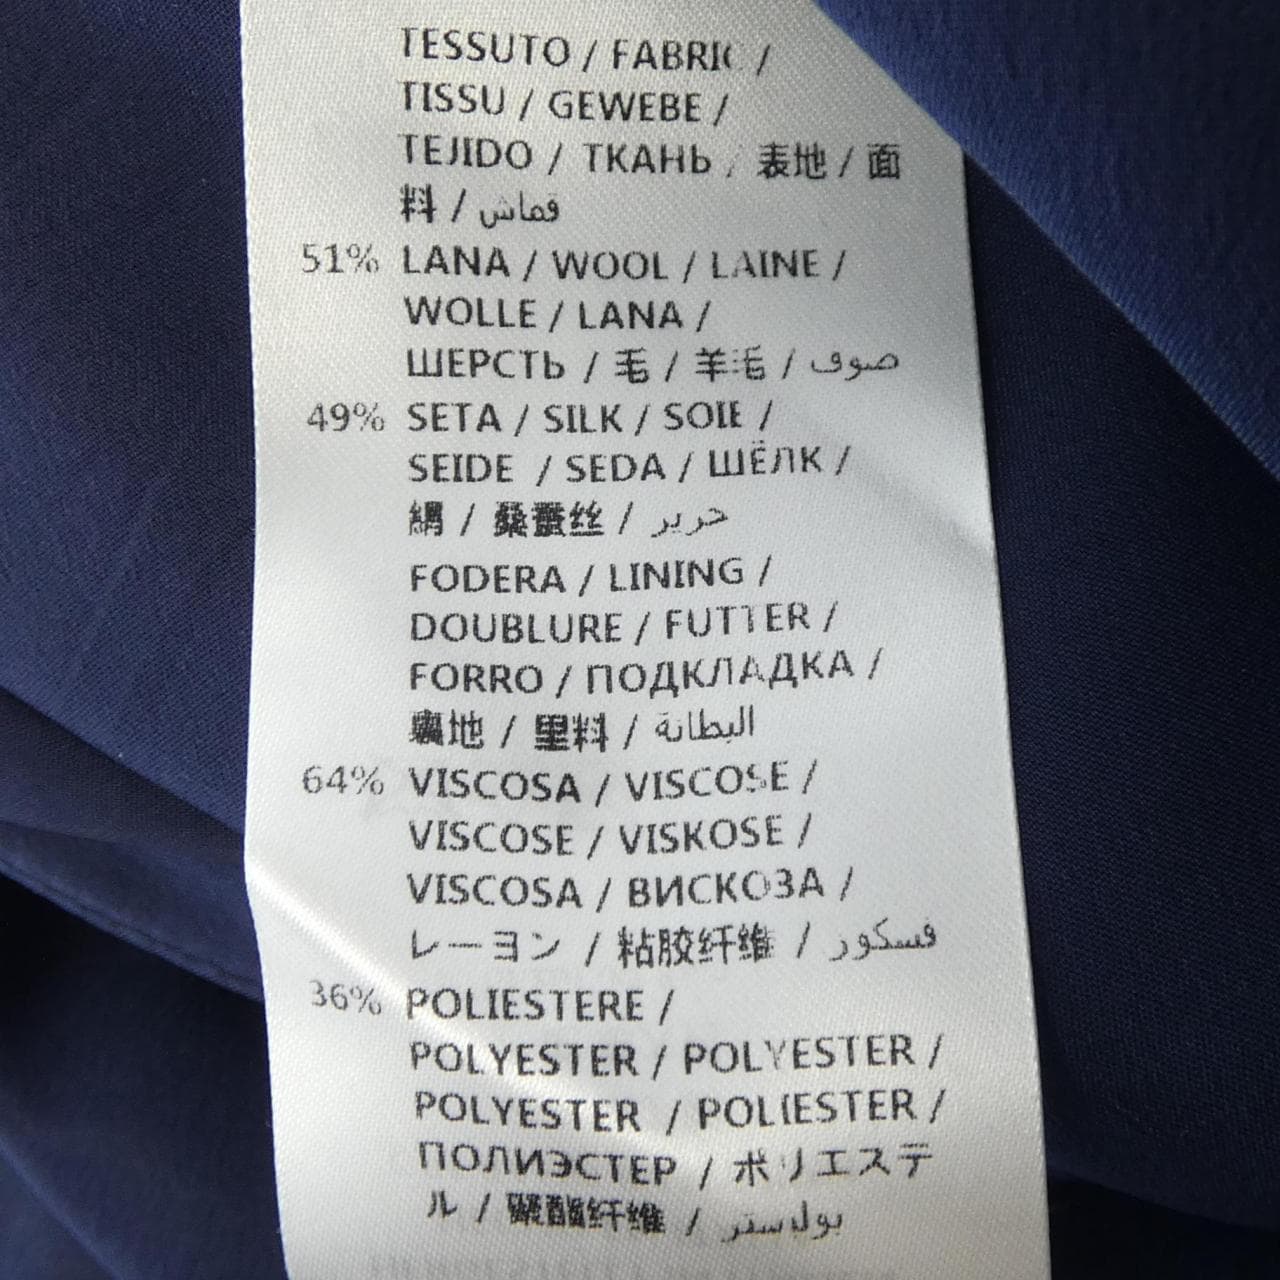 TESSUTO / FABRIC /
TISSU / GEWEBE /
TEJIDO / ТКАНЬ / 表地 / 面
料 / قماش
51% LANA / WOOL / LAINE /
WOLLE / LANA /
ШЕРСТЬ / 毛 / 羊毛 / صوف
49% SETA / SILK / SOIE /
SEIDE / SEDA / ШЁЛК /
絹 / 桑蚕丝 / حرير
FODERA / LINING /
DOUBLURE / FUTTER /
FORRO / ПОДКЛАДКА /
裏地 / 里料 / البطانة
64% VISCOSA / VISCOSE /
VISCOSE / VISKOSE /
VISCOSA / ВИСКОЗА /
レーヨン / 粘胶纤维 / فسكور
36% POLIESTERE /
POLYESTER / POLYESTER /
POLYESTER / POLIESTER /
ПОЛИЭСТЕР / ポリエステ
ル / 聚酯纤维 / بوليستر